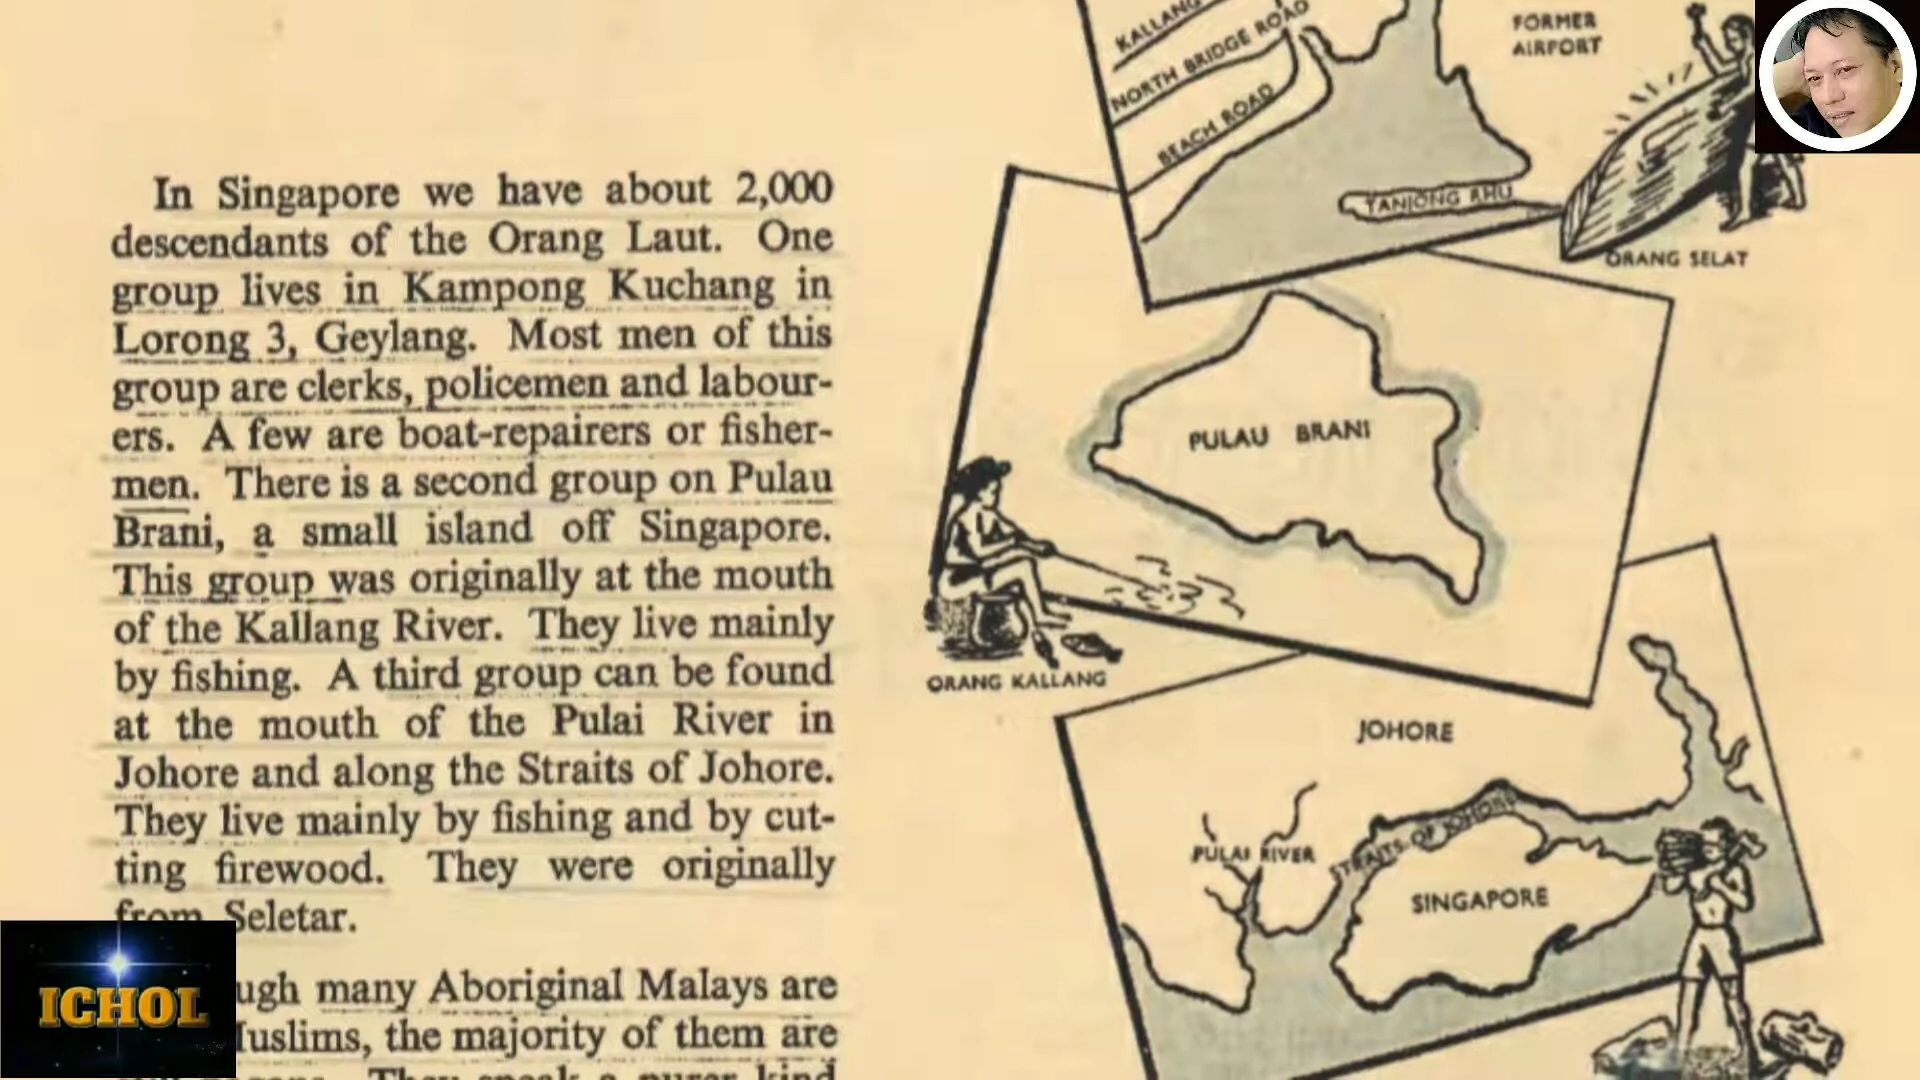 In Singapore we have about 2,000
descendants of the Orang Laut. One
group lives in Kampong Kuchang in
Lorong 3, Geylang. Most men of this
group are clerks, policemen and labour-
ers. A few are boat-repairers or fisher-
men. There is a second group on Pulau
Brani, a small island off Singapore.
This group was originally at the mouth
of the Kallang River. They live mainly
by fishing. A third group can be found
at the mouth of the Pulai River in
Johore and along the Straits of Johore.
They live mainly by fishing and by cut-
ting firewood. They were originally
from Seletar.
ugh many Aboriginal Malays are
Muslims, the majority of them are
They speak a purer kind
KALLANG
NORTH BRIDGE ROAD
BEACH ROAD
FORMER
AIRPORT
TANJONG RHU
ORANG SELAT
PULAU BRANI
ORANG KALLANG
JOHORE
PULAI RIVER
STRAITS OF JOHORE
SINGAPORE
ICHOL